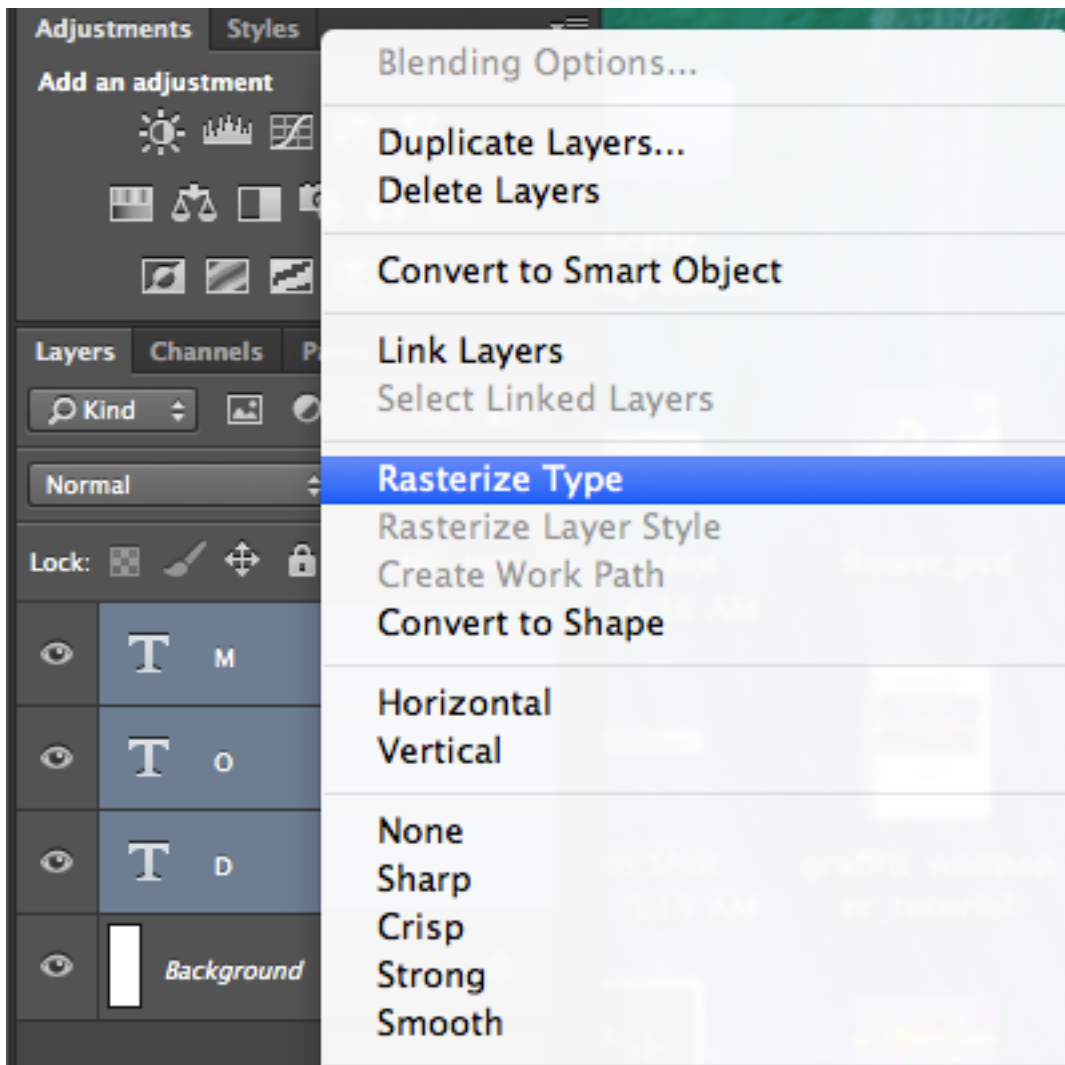 Adjustments Styles
Add an adjustment
Layers Channels
Kind
Normal
Lock:
T M
T O
T D
Background
Blending Options...
Duplicate Layers...
Delete Layers
Convert to Smart Object
Link Layers
Select Linked Layers
Rasterize Type
Rasterize Layer Style
Create Work Path
Convert to Shape
Horizontal
Vertical
None
Sharp
Crisp
Strong
Smooth
flower.psd